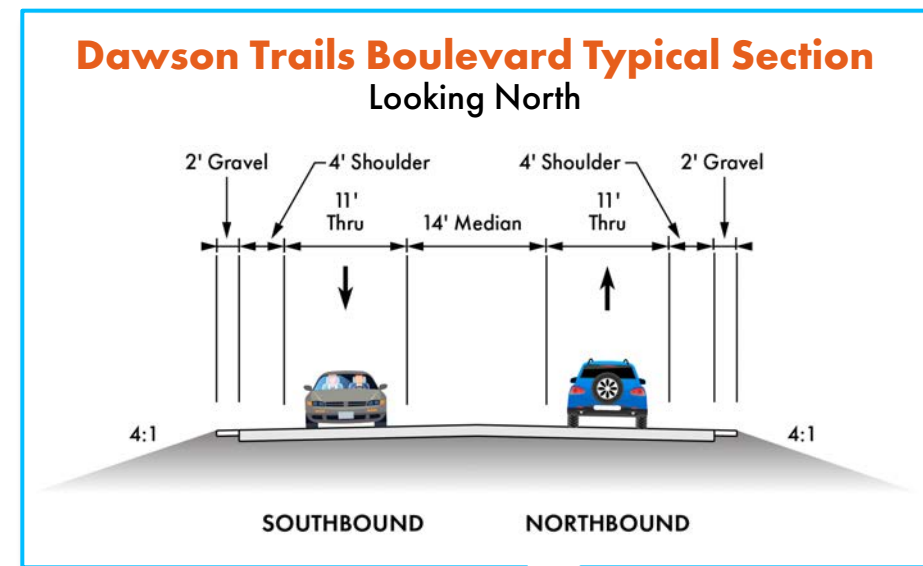 Dawson Trails Boulevard Typical Section
Looking North
2' Gravel
4' Shoulder
4' Shoulder
2' Gravel
11'
Thru
14' Median
11'
Thru
4:1
4:1
SOUTHBOUND
NORTHBOUND